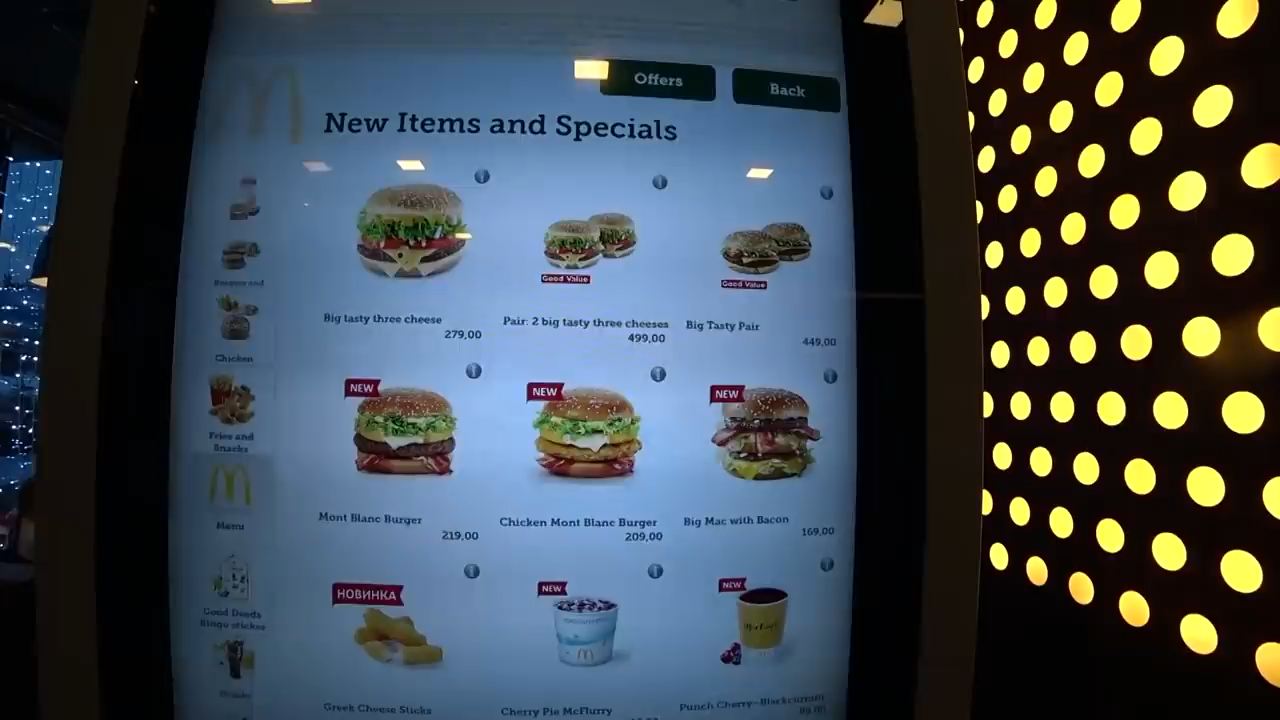 Offers
Back
New Items and Specials
Good Value
Good Value
Big tasty three cheese
279,00
Pair: 2 big tasty three cheeses
499,00
Big Tasty Pair
449,00
Chicken
NEW
NEW
NEW
Fries and
Snacks
Mont Blanc Burger
219,00
Chicken Mont Blanc Burger
209,00
Big Mac with Bacon
169,00
Menu
НОВИНКА
NEW
NEW
Good Deeds
Bingo sticker
Drinks
Greek Cheese Sticks
Cherry Pie McFlurry
Punch Cherry-Blackcurrant